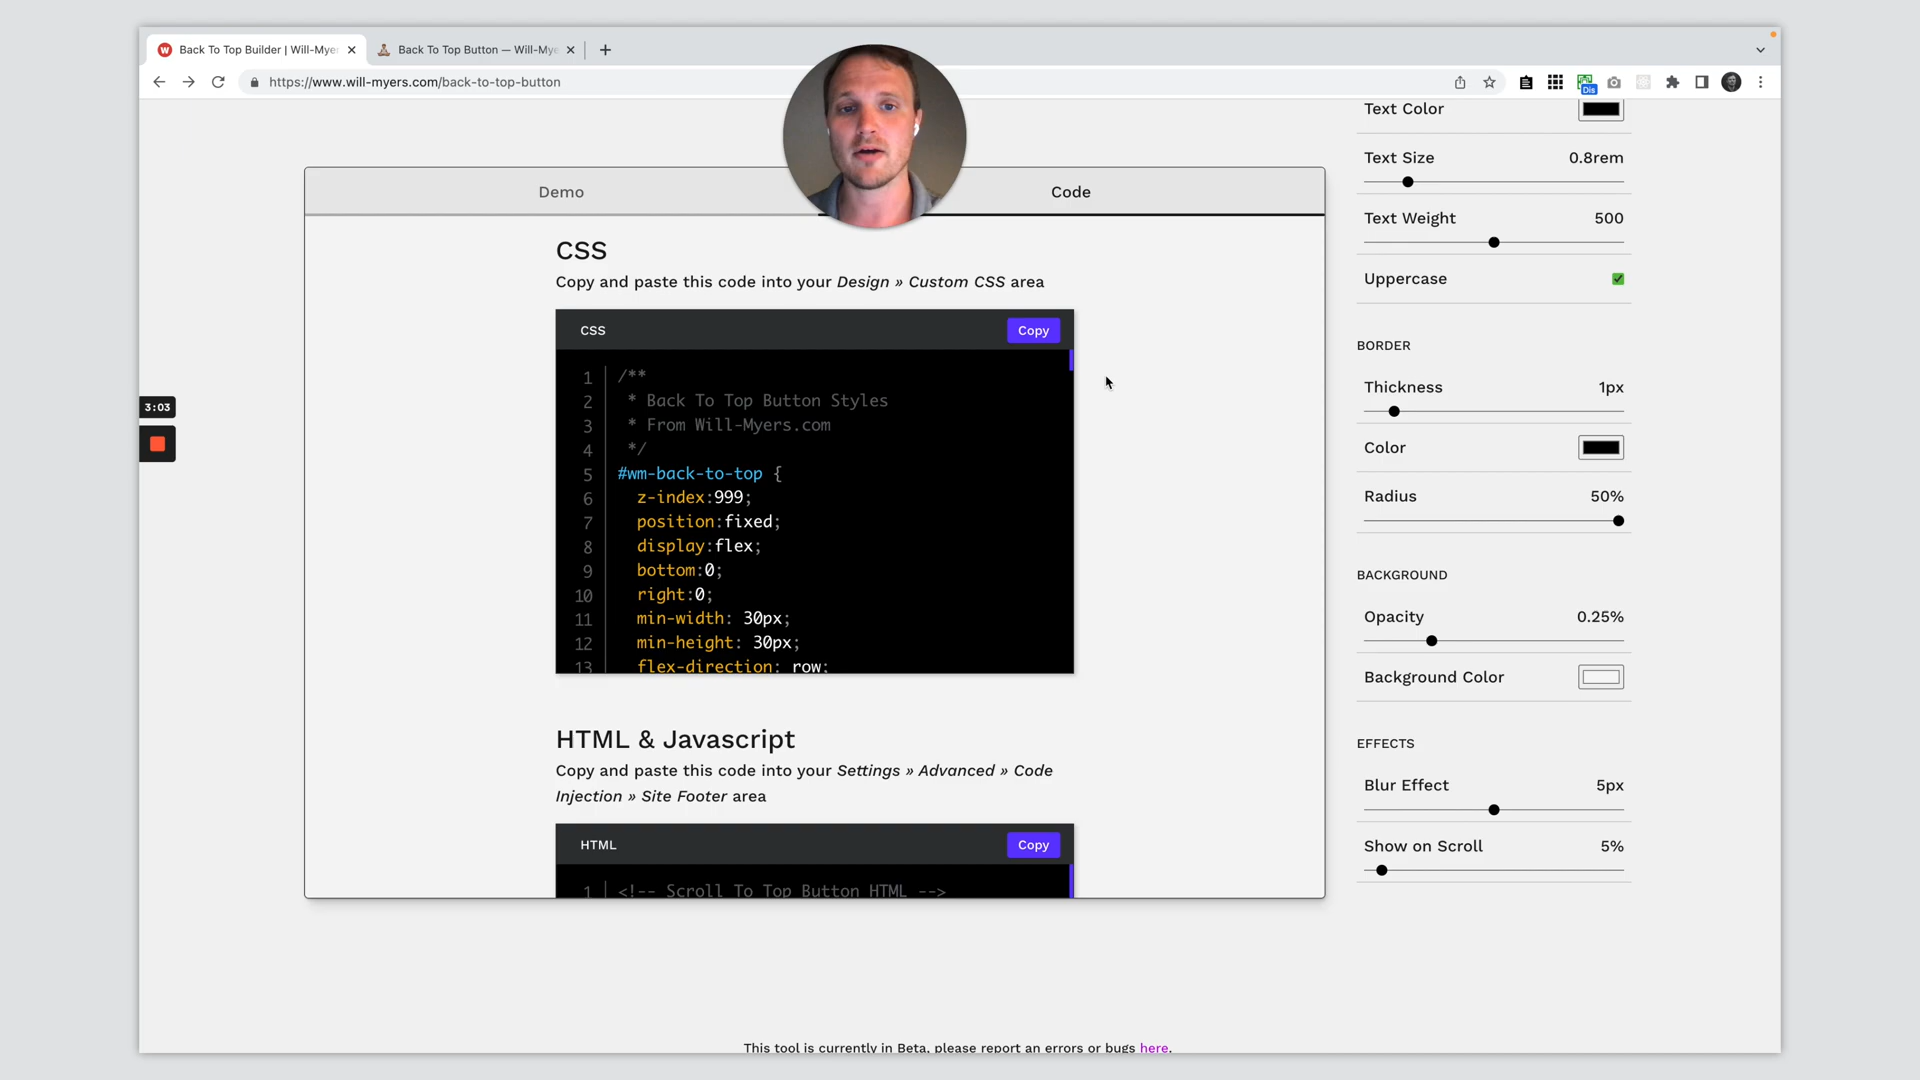 Back To Top Builder | Will-Myer
Back To Top Button — Will-Mye
https://www.will-myers.com/back-to-top-button
Dis
Demo
Code
CSS
Copy and paste this code into your Design » Custom CSS area
CSS
Copy
1 /**
2 * Back To Top Button Styles
3 * From Will-Myers.com
4 */
5 #wm-back-to-top {
6 z-index:999;
7 position:fixed;
8 display:flex;
9 bottom:0;
10 right:0;
11 min-width: 30px;
12 min-height: 30px;
13 flex-direction: row;
HTML & Javascript
Copy and paste this code into your Settings » Advanced » Code
Injection » Site Footer area
HTML
Copy
1 <!-- Scroll To Top Button HTML -->
3:03
Text Color
Text Size 0.8rem
Text Weight 500
Uppercase
BORDER
Thickness 1px
Color
Radius 50%
BACKGROUND
Opacity 0.25%
Background Color
EFFECTS
Blur Effect 5px
Show on Scroll 5%
This tool is currently in Beta, please report an errors or bugs here.